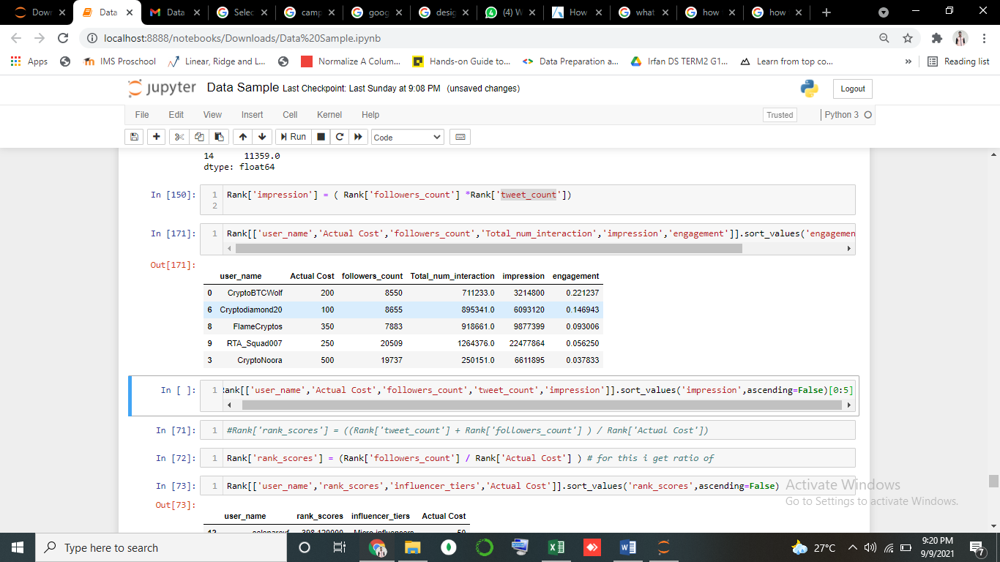 Down
Data
Data
Selec
camp
goog
desig
4
(4) W
How
what
how
how
localhost:8888/notebooks/Downloads/Data%20Sample.ipynb
Apps
IMS Proschool
Linear, Ridge and L...
Normalize A Colum...
Hands-on Guide to...
Data Preparation a...
Irfan DS TERM2 G1...
Learn from top co...
»
Reading list
jupyter Data Sample Last Checkpoint: Last Sunday at 9:08 PM (unsaved changes)
Logout
File Edit View Insert Cell Kernel Help
Trusted
Python 3
Run
Code
14 11359.0
dtype: float64
In [150]: 1 Rank['impression'] = ( Rank['followers_count'] *Rank['tweet_count'])
2
In [171]: 1 Rank[['user_name','Actual Cost','followers_count','Total_num_interaction','impression','engagement']].sort_values('engagemen
Out[171]:
user_name Actual Cost followers_count Total_num_interaction impression engagement
0 CryptoBTCWolf 200 8550 711233.0 3214800 0.221237
6 Cryptodiamond20 100 8655 895341.0 6093120 0.146943
8 FlameCryptos 350 7883 918661.0 9877399 0.093006
9 RTA_Squad007 250 20509 1264376.0 22477864 0.056250
3 CryptoNoora 500 19737 250151.0 6611895 0.037833
In [ ]: 1 ank[['user_name','Actual Cost','followers_count','tweet_count','impression']].sort_values('impression',ascending=False)[0:5]
In [71]: 1 #Rank['rank_scores'] = ((Rank['tweet_count'] + Rank['followers_count'] ) / Rank['Actual Cost'])
In [72]: 1 Rank['rank_scores'] = (Rank['followers_count'] / Rank['Actual Cost'] ) # for this i get ratio of
In [73]: 1 Rank[['user_name','rank_scores','influencer_tiers','Actual Cost']].sort_values('rank_scores',ascending=False)
Out[73]:
user_name rank_scores influencer_tiers Actual Cost
Activate Windows
Go to Settings to activate Windows.
Type here to search
27°C
9:20 PM
9/9/2021
7